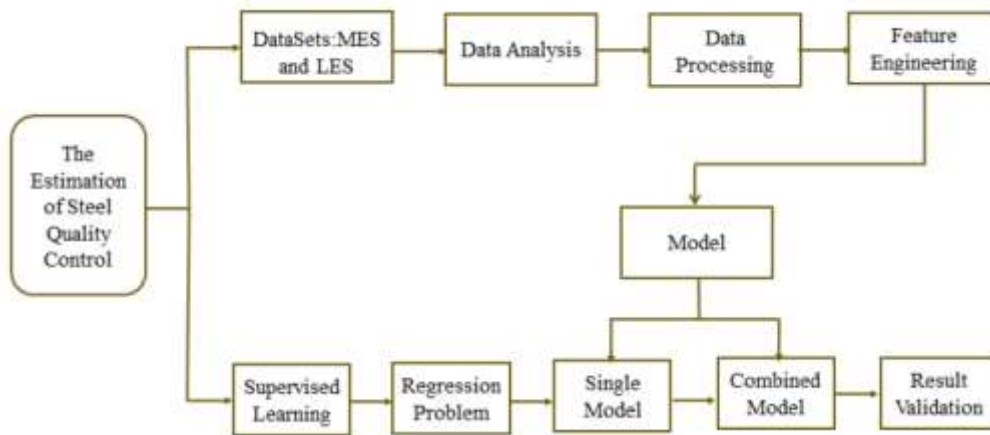 DataSets:MES
and LES
Data Analysis
Data
Processing
Feature
Engineering
The
Estimation
of Steel
Quality
Control
Model
Supervised
Learning
Regression
Problem
Single
Model
Combined
Model
Result
Validation